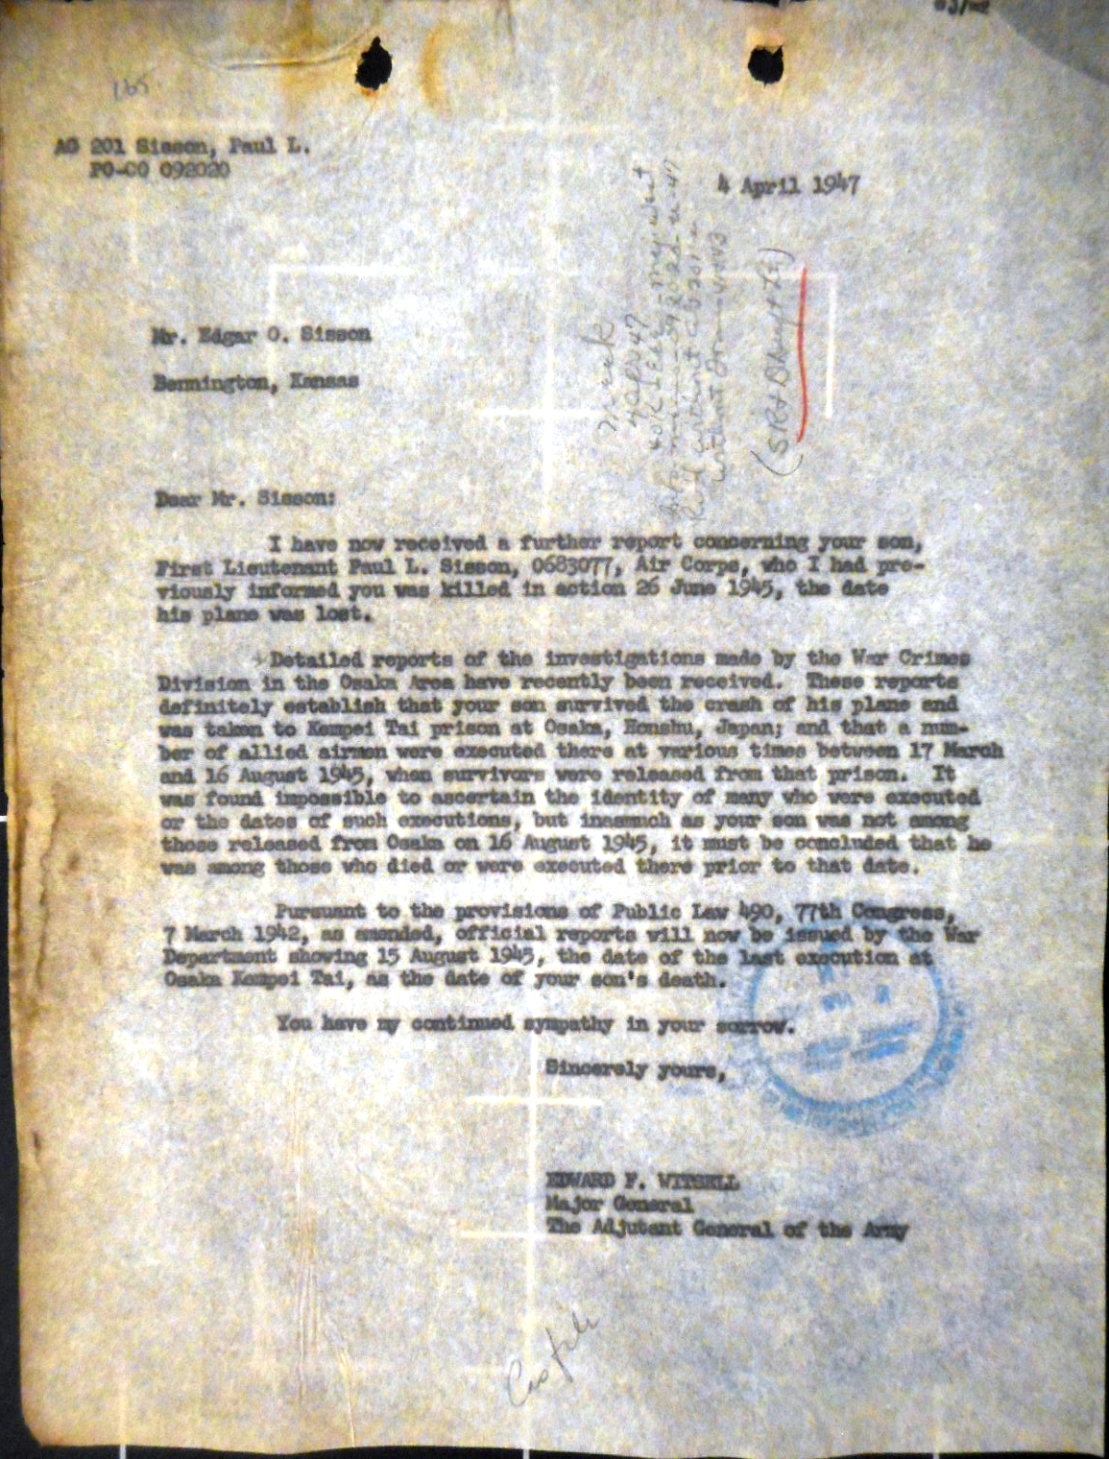 AG 201 Sisson, Paul L.
PO-CO 092020
4 April 1947
Mr. Edgar O. Sisson
Bennington, Kansas
Dear Mr. Sisson:
I have now received a further report concerning your son,
First Lieutenant Paul L. Sisson, 0683077, Air Corps, who I had pre-
viously informed you was killed in action 26 June 1945, the date
his plane was lost.
Detailed reports of the investigations made by the War Crimes
Division in the Osaka Area have recently been received. These reports
definitely establish that your son survived the crash of his plane and
was taken to Kempei Tai prison at Osaka, Honshu, Japan; and that a num-
ber of allied airmen were executed there at various times between 17 March
and 16 August 1945, when survivors were released from that prison. It
was found impossible to ascertain the identity of many who were executed
or the dates of such executions, but inasmuch as your son was not among
those released from Osaka on 16 August 1945, it must be concluded that he
was among those who died or were executed there prior to that date.
Pursuant to the provisions of Public Law 490, 77th Congress,
7 March 1942, as amended, official reports will now be issued by the War
Department showing 15 August 1945, the date of the last execution at
Osaka Kempei Tai, as the date of your son's death.
You have my continued sympathy in your sorrow.
Sincerely yours,
EDWARD F. WITSELL
Major General
The Adjutant General of the Army